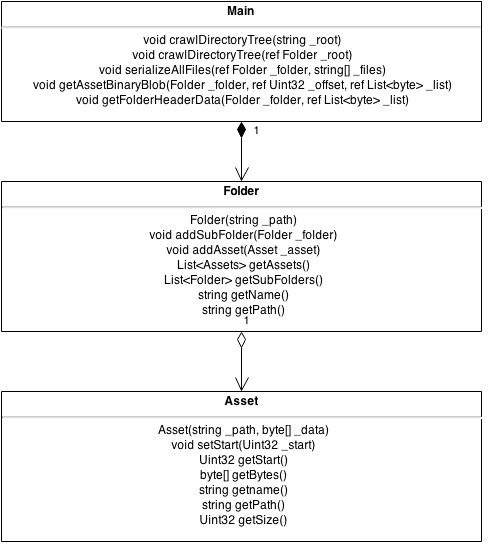 Main
void crawlDirectoryTree(string _root)
void crawlDirectoryTree(ref Folder _root)
void serializeAllFiles(ref Folder _folder, string[] _files)
void getAssetBinaryBlob(Folder _folder, ref Uint32 _offset, ref List<byte> _list)
void getFolderHeaderData(Folder _folder, ref List<byte> _list)
1
Folder
Folder(string _path)
void addSubFolder(Folder _folder)
void addAsset(Asset _asset)
List<Assets> getAssets()
List<Folder> getSubFolders()
string getName()
string getPath()
1
Asset
Asset(string _path, byte[] _data)
void setStart(Uint32 _start)
Uint32 getStart()
byte[] getBytes()
string getname()
string getPath()
Uint32 getSize()